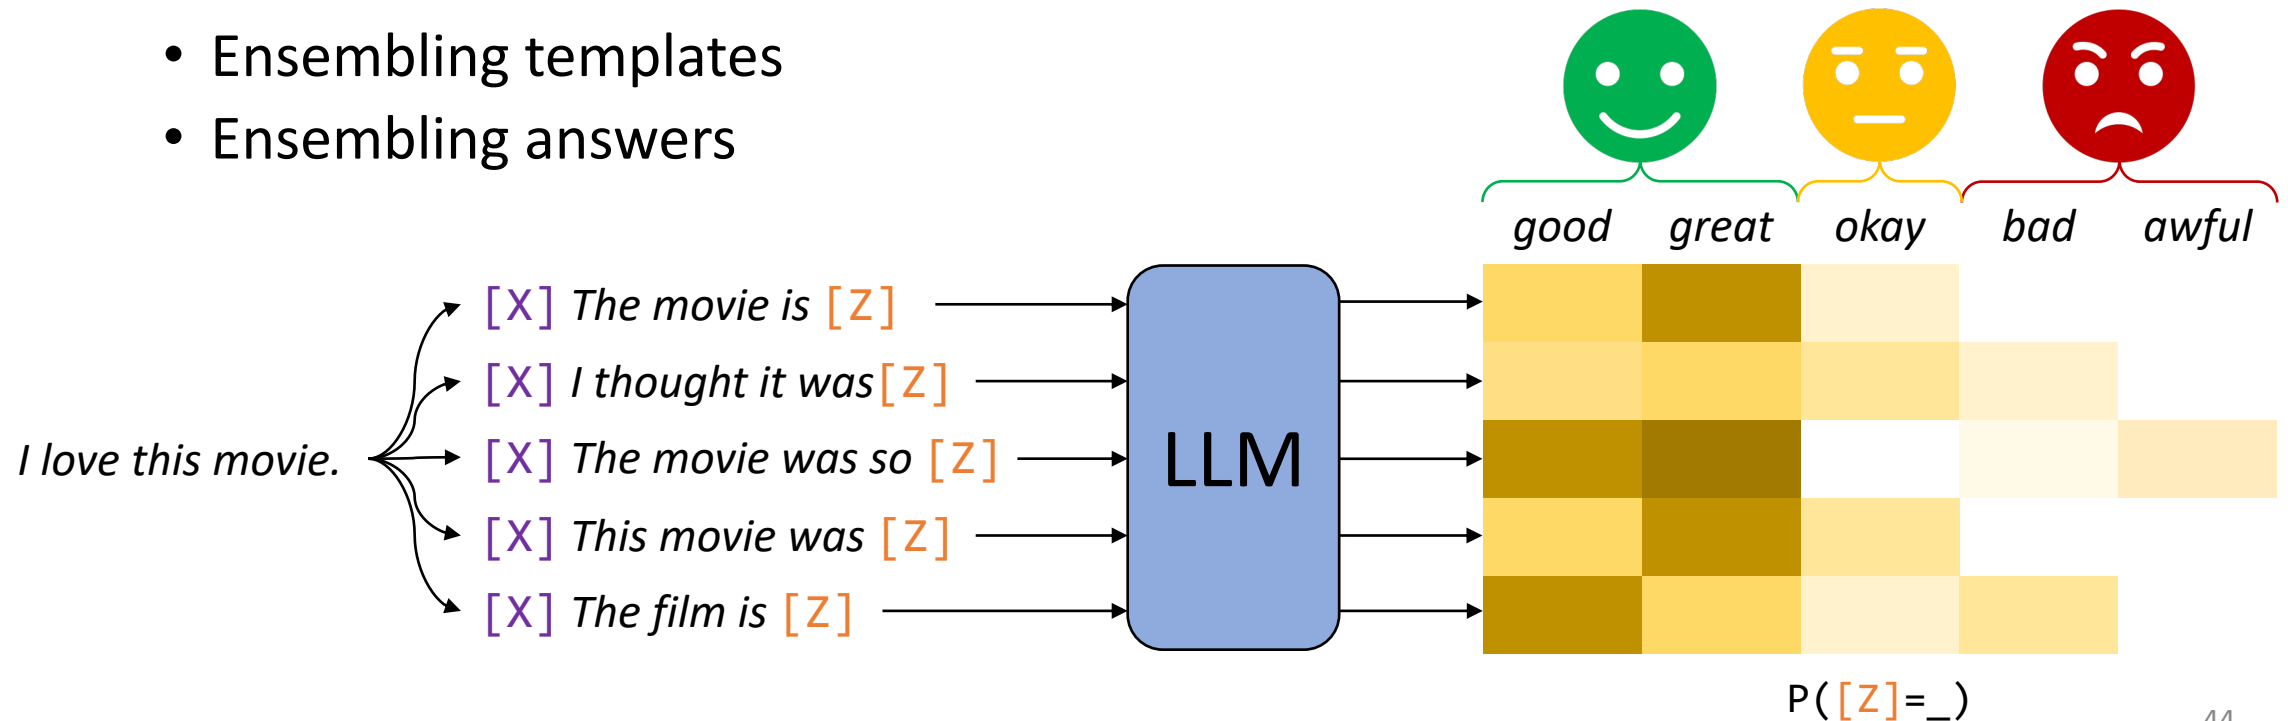 • Ensembling templates
• Ensembling answers
good great okay bad awful
[X] The movie is [Z]
[X] I thought it was[Z]
I love this movie.
[X] The movie was so [Z]
LLM
[X] This movie was [Z]
[X] The film is [Z]
P([Z]=_)
44